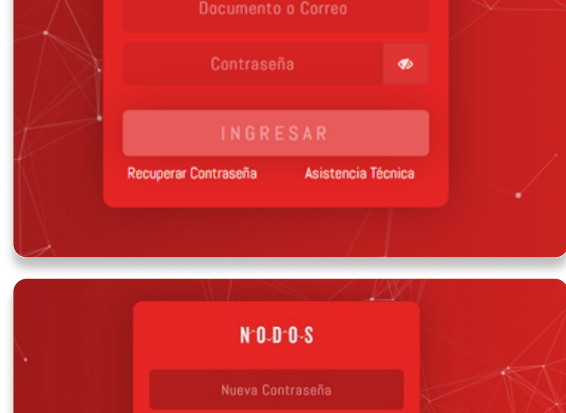 Documento o Correo
Contraseña
INGRESAR
Recuperar Contraseña Asistencia Técnica
N·O·D·O·S
Nueva Contraseña